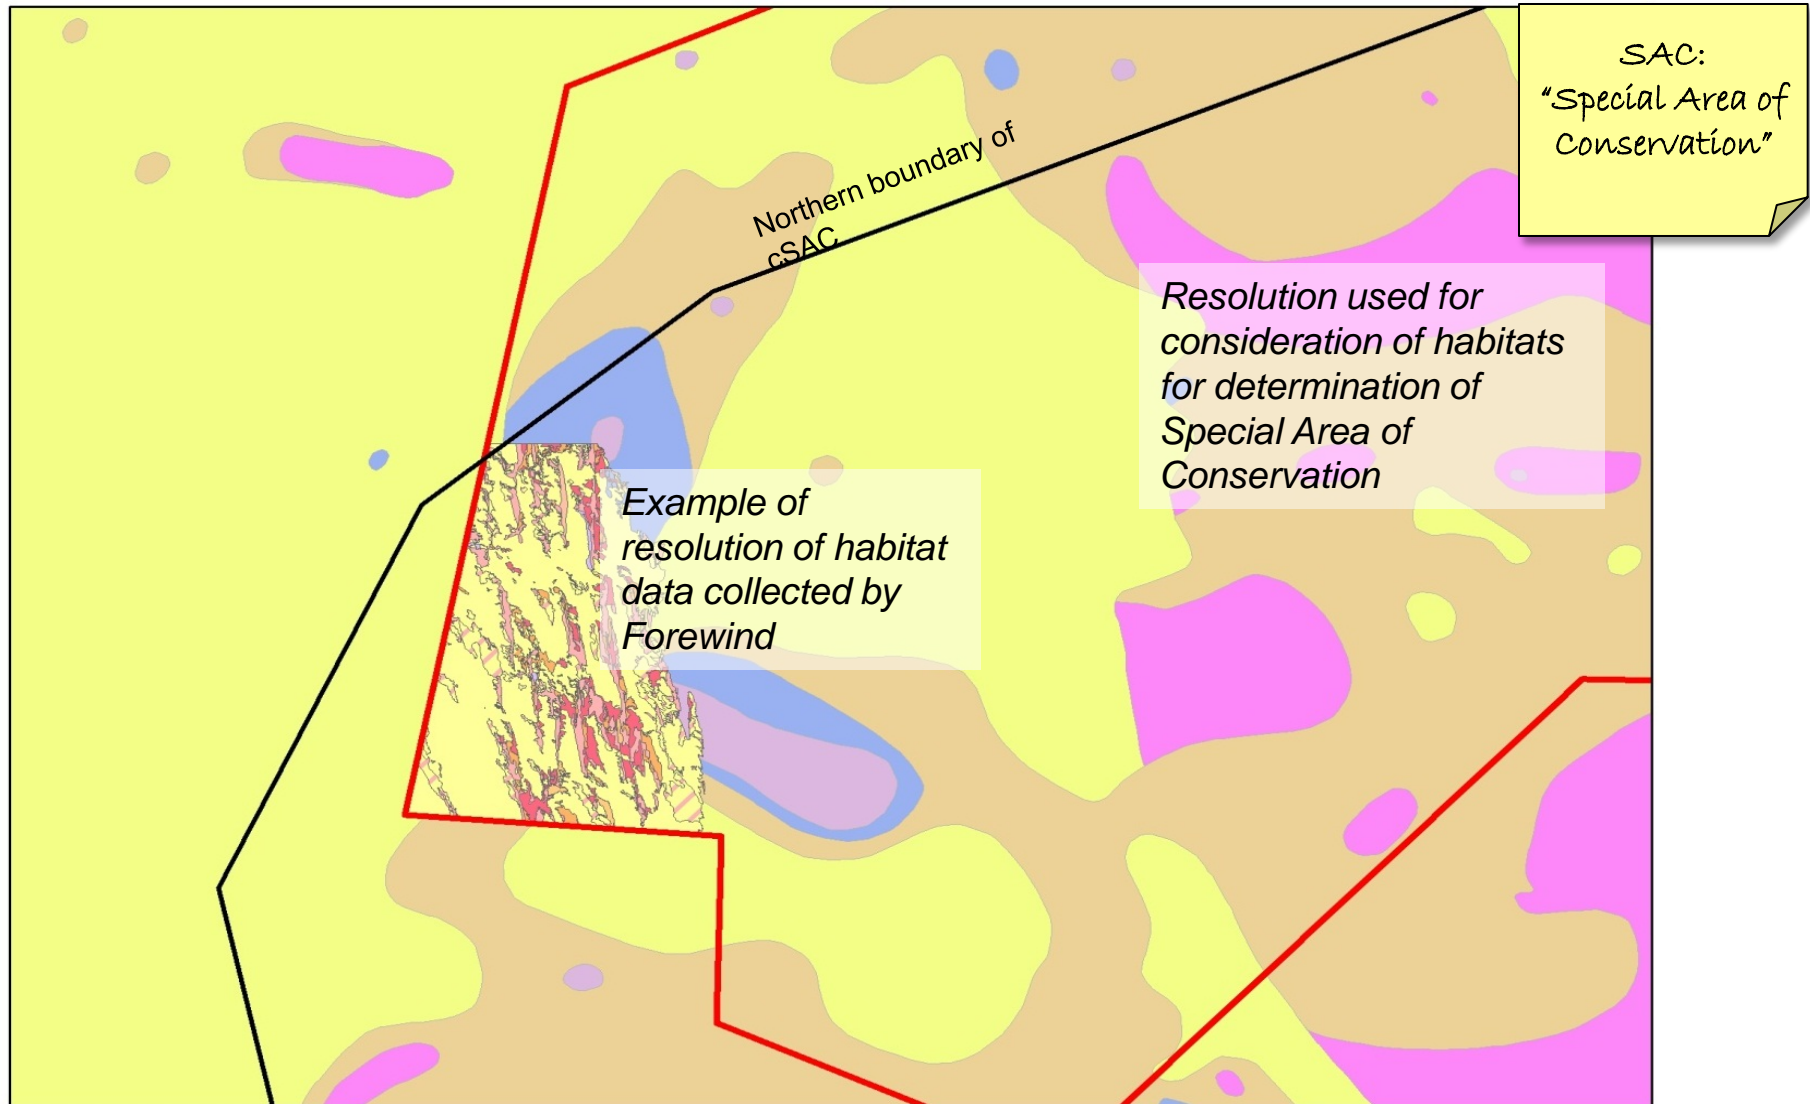 SAC:
“Special Area of
Conservation”
Northern boundary of
cSAC
Resolution used for
consideration of habitats
for determination of
Special Area of
Conservation
Example of
resolution of habitat
data collected by
Forewind